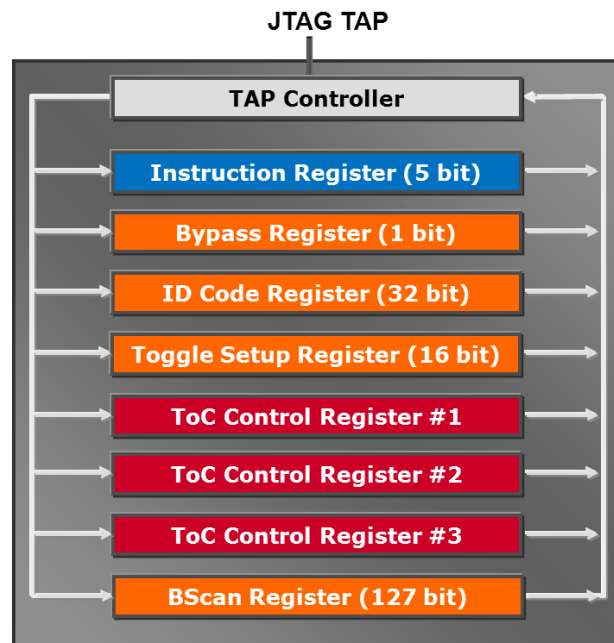 JTAG TAP
TAP Controller
Instruction Register (5 bit)
Bypass Register (1 bit)
ID Code Register (32 bit)
Toggle Setup Register (16 bit)
ToC Control Register #1
ToC Control Register #2
ToC Control Register #3
BScan Register (127 bit)